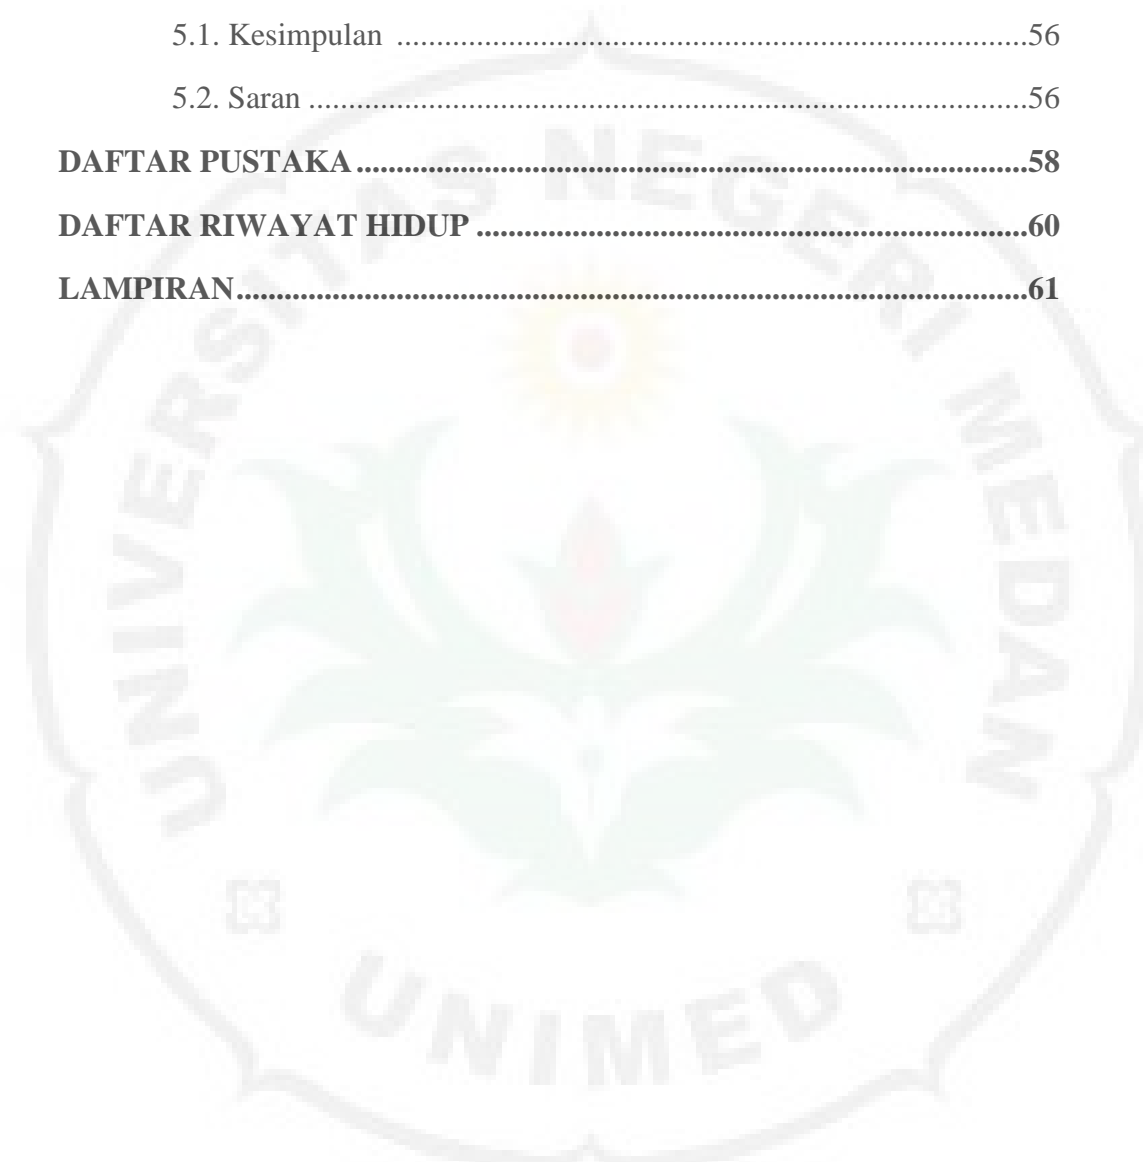 5.1. Kesimpulan ...............................................................................56
5.2. Saran ..........................................................................................56
DAFTAR PUSTAKA ....................................................................................58
DAFTAR RIWAYAT HIDUP .....................................................................60
LAMPIRAN...................................................................................................61
UNIVERSITAS NEGERI MEDAN
UNIMED